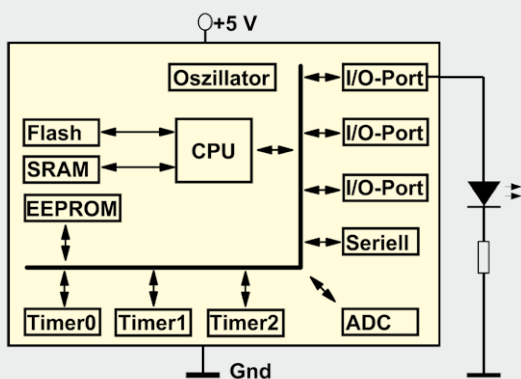 +5 V
Oszillator
I/O-Port
Flash
CPU
I/O-Port
SRAM
EEPROM
I/O-Port
Seriell
Timer0
Timer1
Timer2
ADC
Gnd